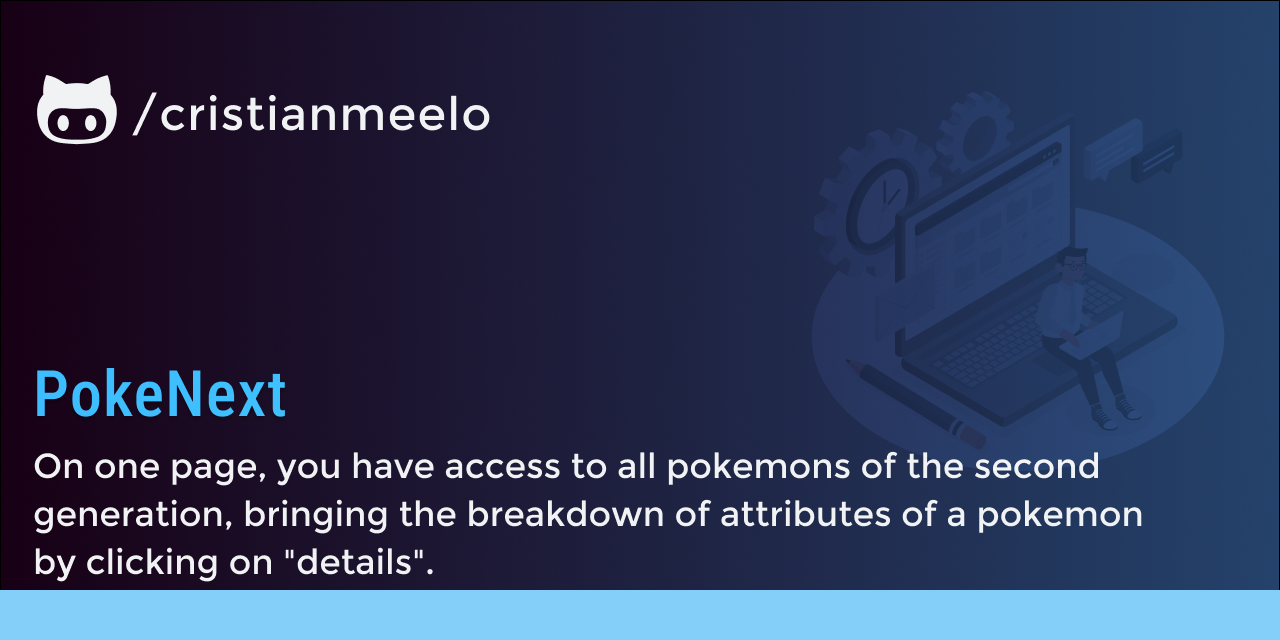 /cristianmeelo
PokeNext
On one page, you have access to all pokemons of the second
generation, bringing the breakdown of attributes of a pokemon
by clicking on "details".